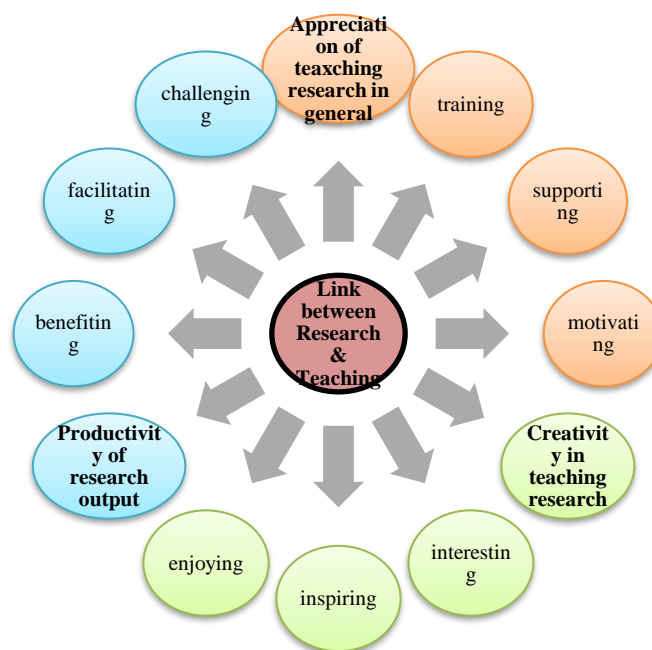 Appreciati
on of
teaxching
research in
general
training
supporti
ng
motivati
ng
Creativit
y in
teaching
research
interestin
g
inspiring
enjoying
Productivit
y of
research
output
benefitin
g
facilitatin
g
challengin
g
Link
between
Research
&
Teaching